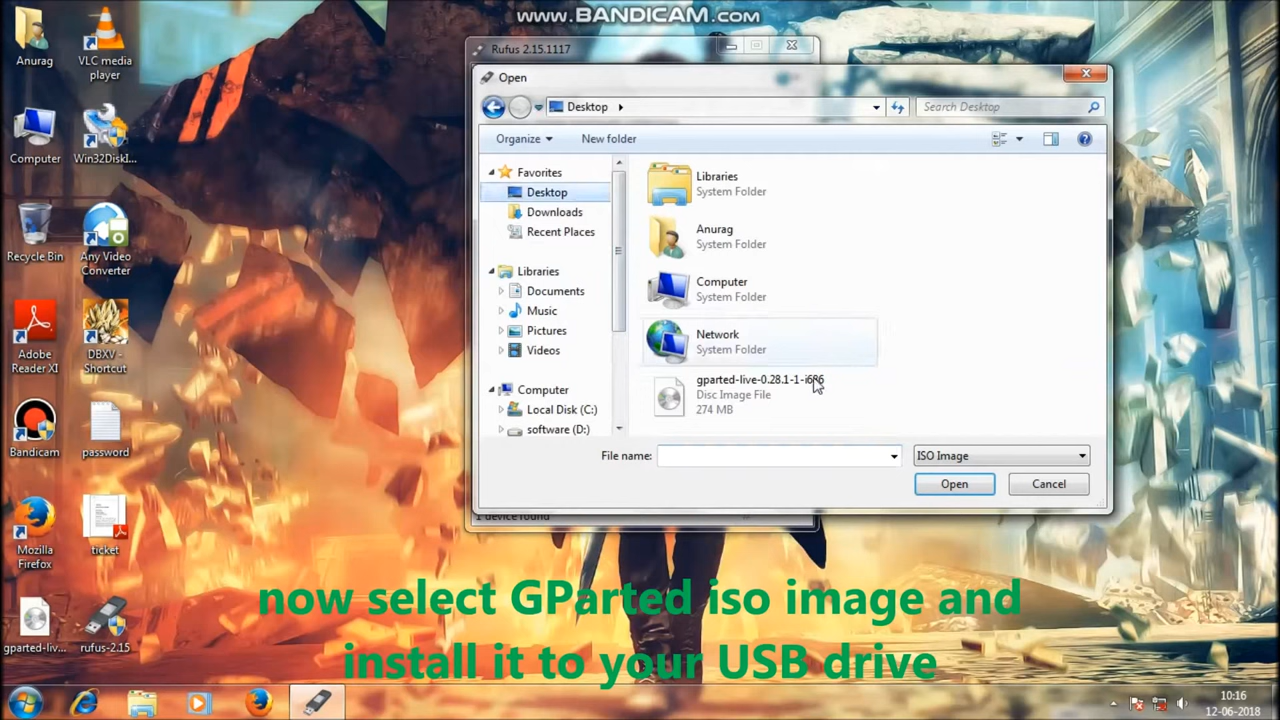 www.BANDICAM.com
Anurag
VLC media
player
Computer
Win32DiskI...
Recycle Bin
Any Video
Converter
Adobe
Reader XI
DBXV -
Shortcut
Bandicam
password
Mozilla
Firefox
ticket
gparted-liv...
rufus-2.15
Rufus 2.15.1117
Open
Desktop
Search Desktop
Organize
New folder
Favorites
Desktop
Downloads
Recent Places
Libraries
Documents
Music
Pictures
Videos
Computer
Local Disk (C:)
software (D:)
Libraries
System Folder
Anurag
System Folder
Computer
System Folder
Network
System Folder
gparted-live-0.28.1-1-i686
Disc Image File
274 MB
File name:
ISO Image
Open
Cancel
1 device found
now select GParted iso image and
install it to your USB drive
10:16
12-06-2018